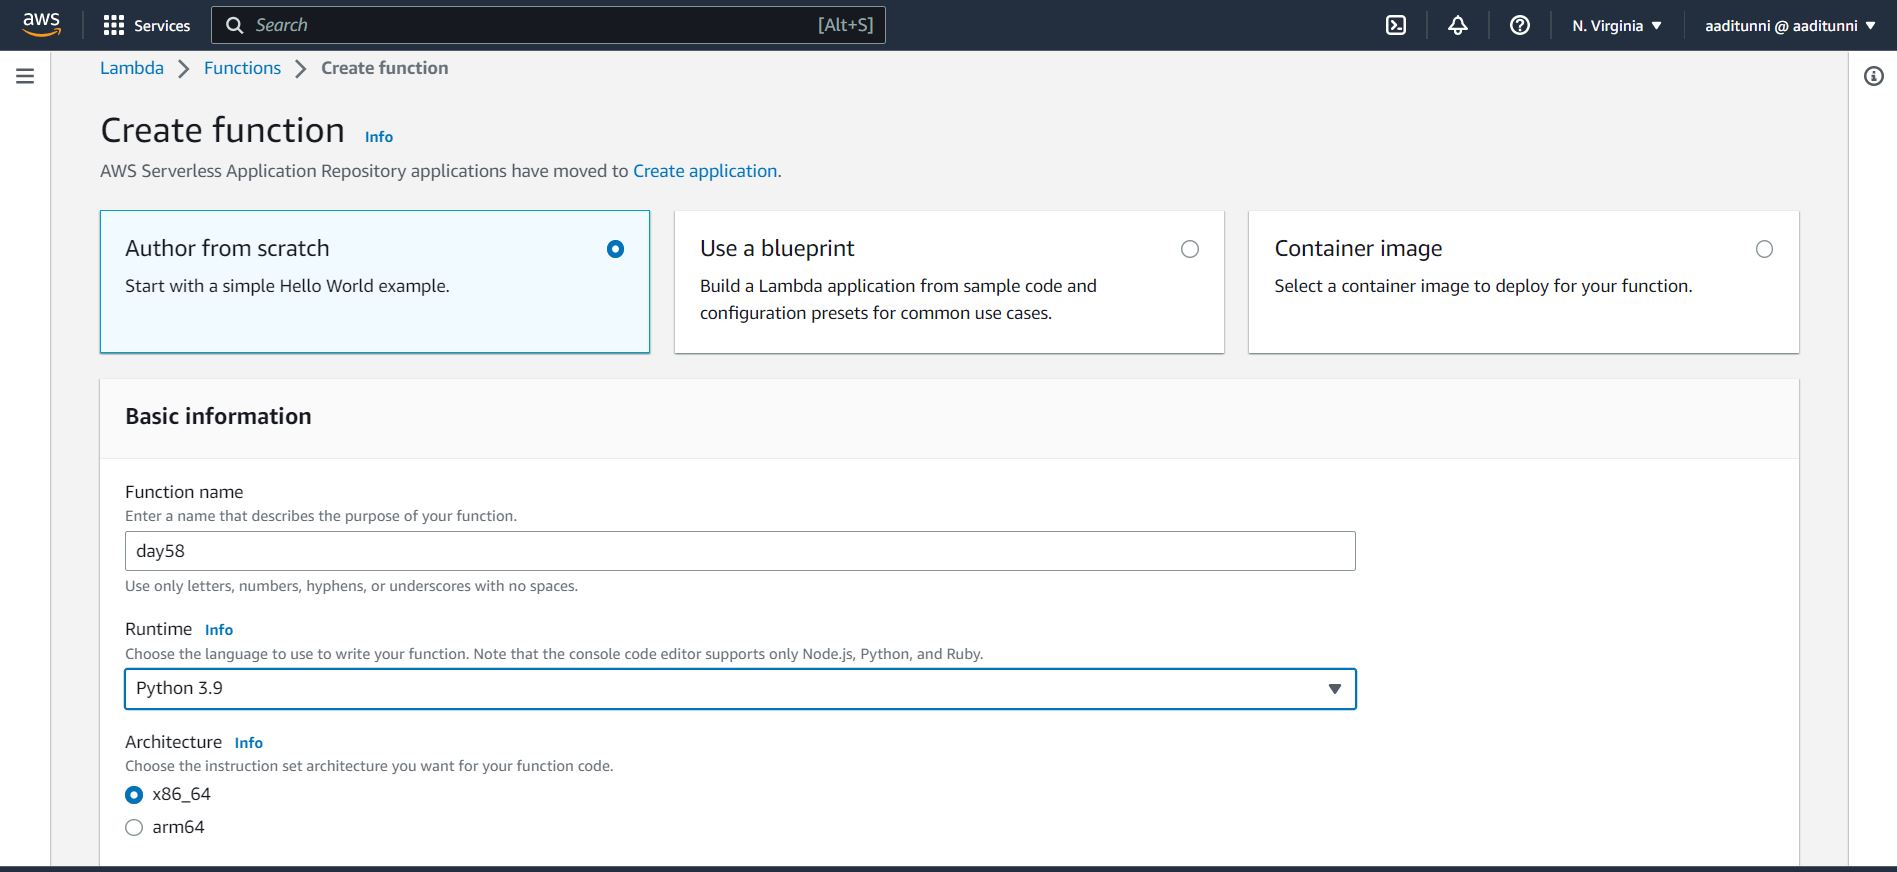 aws
Services
Search
[Alt+S]
N. Virginia
aaditunni @ aaditunni
Lambda
Functions
Create function
Create function
Info
AWS Serverless Application Repository applications have moved to Create application.
Author from scratch
Start with a simple Hello World example.
Use a blueprint
Build a Lambda application from sample code and
configuration presets for common use cases.
Container image
Select a container image to deploy for your function.
Basic information
Function name
Enter a name that describes the purpose of your function.
day58
Use only letters, numbers, hyphens, or underscores with no spaces.
Runtime Info
Choose the language to use to write your function. Note that the console code editor supports only Node.js, Python, and Ruby.
Python 3.9
Architecture Info
Choose the instruction set architecture you want for your function code.
x86_64
arm64